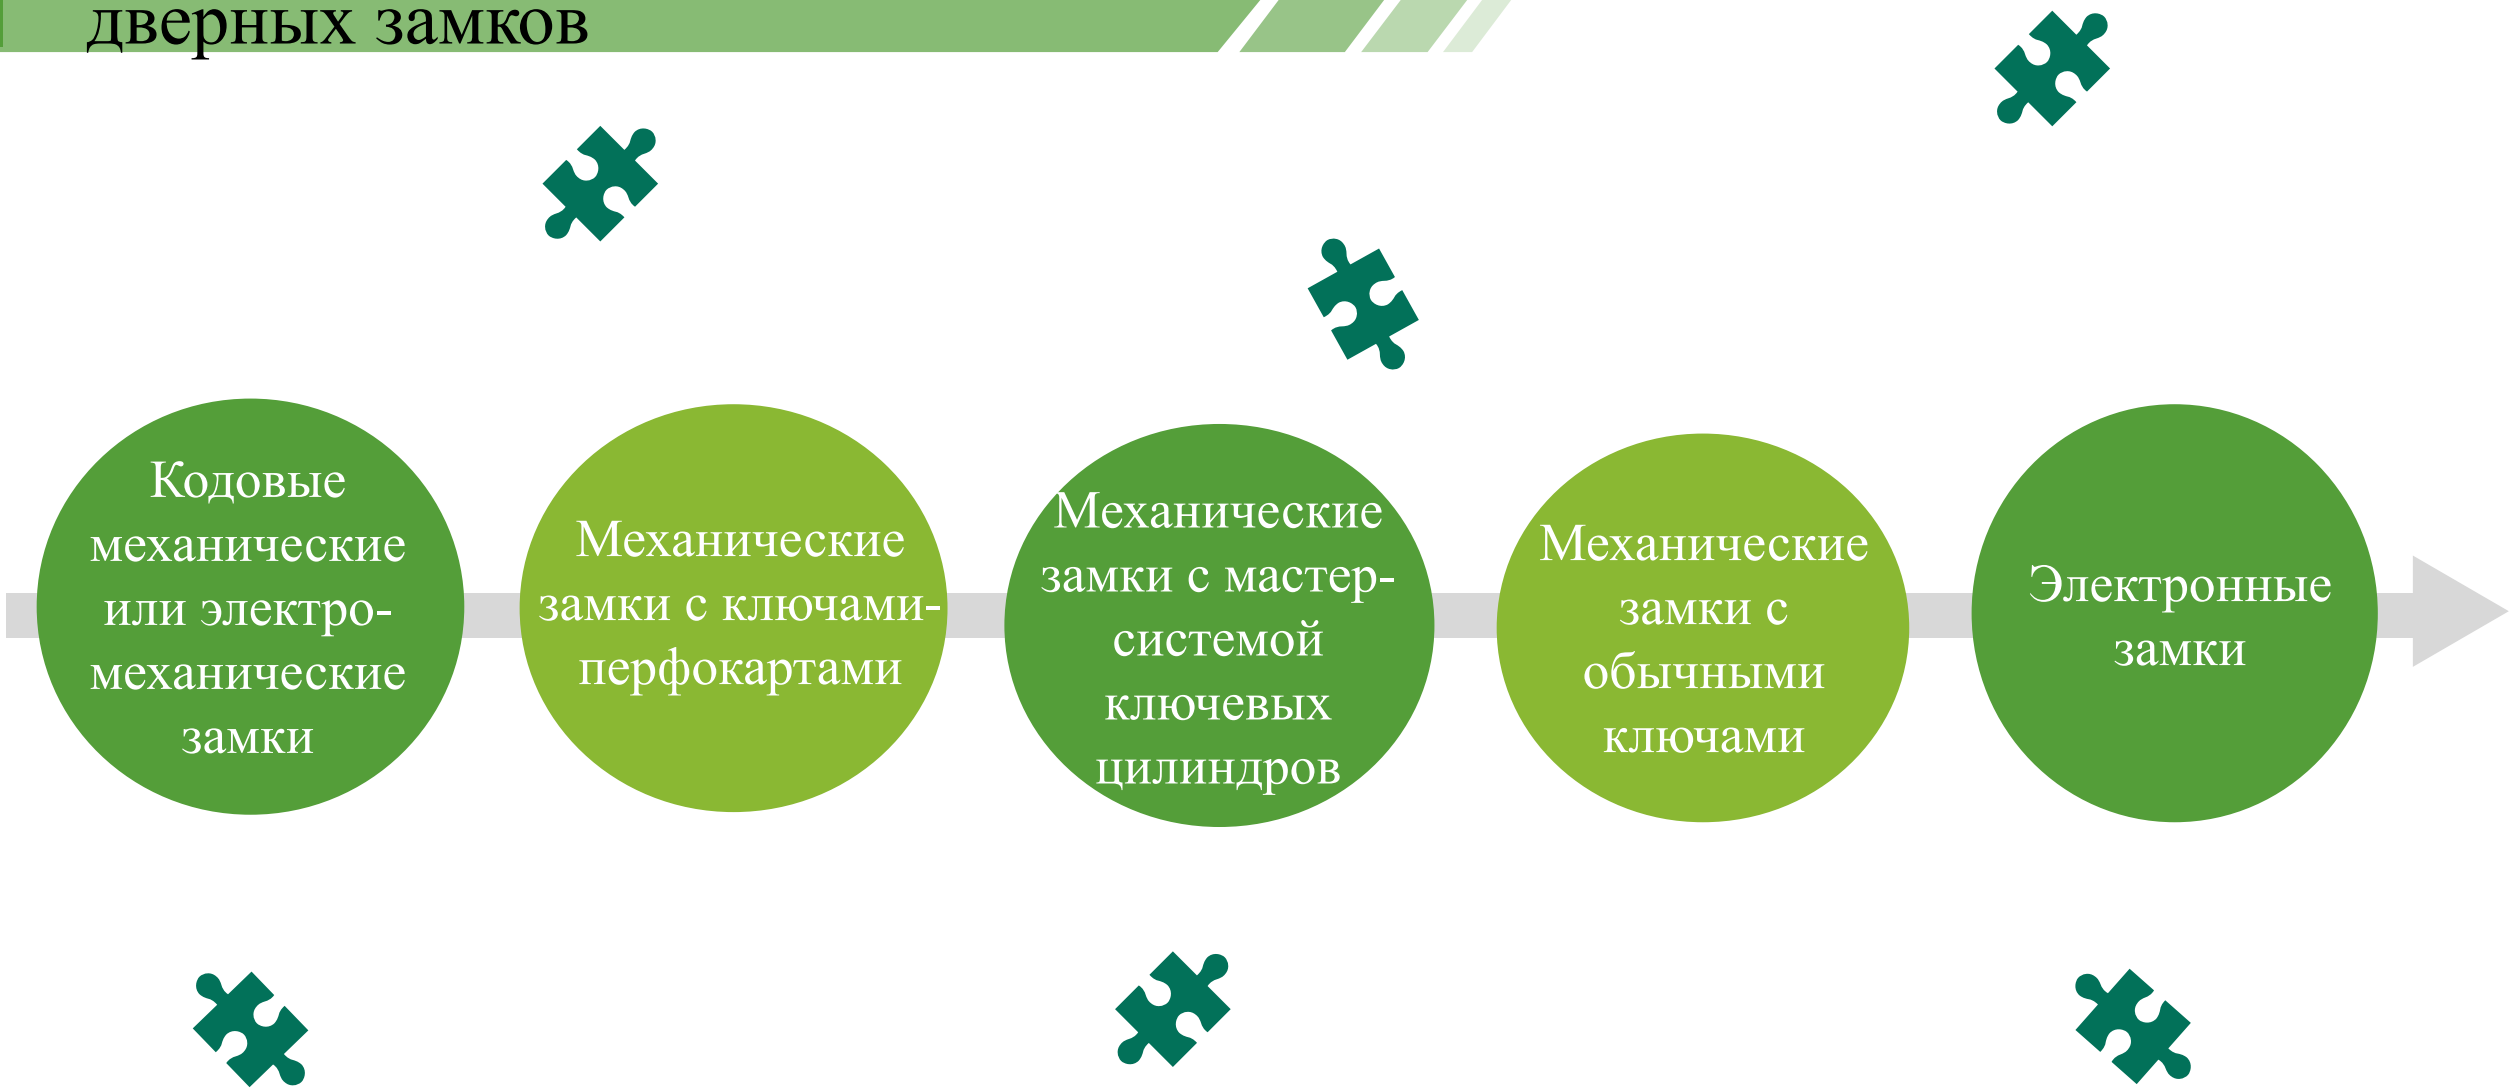 дверных замков
Кодовые
механические
или электро-
механические
замки
Механические
замки с ключами-
перфокартами
Механические
замки с мастер-
системой
ключевых
цилиндров
Механические
замки с
обычными
ключами
Электронные
замки